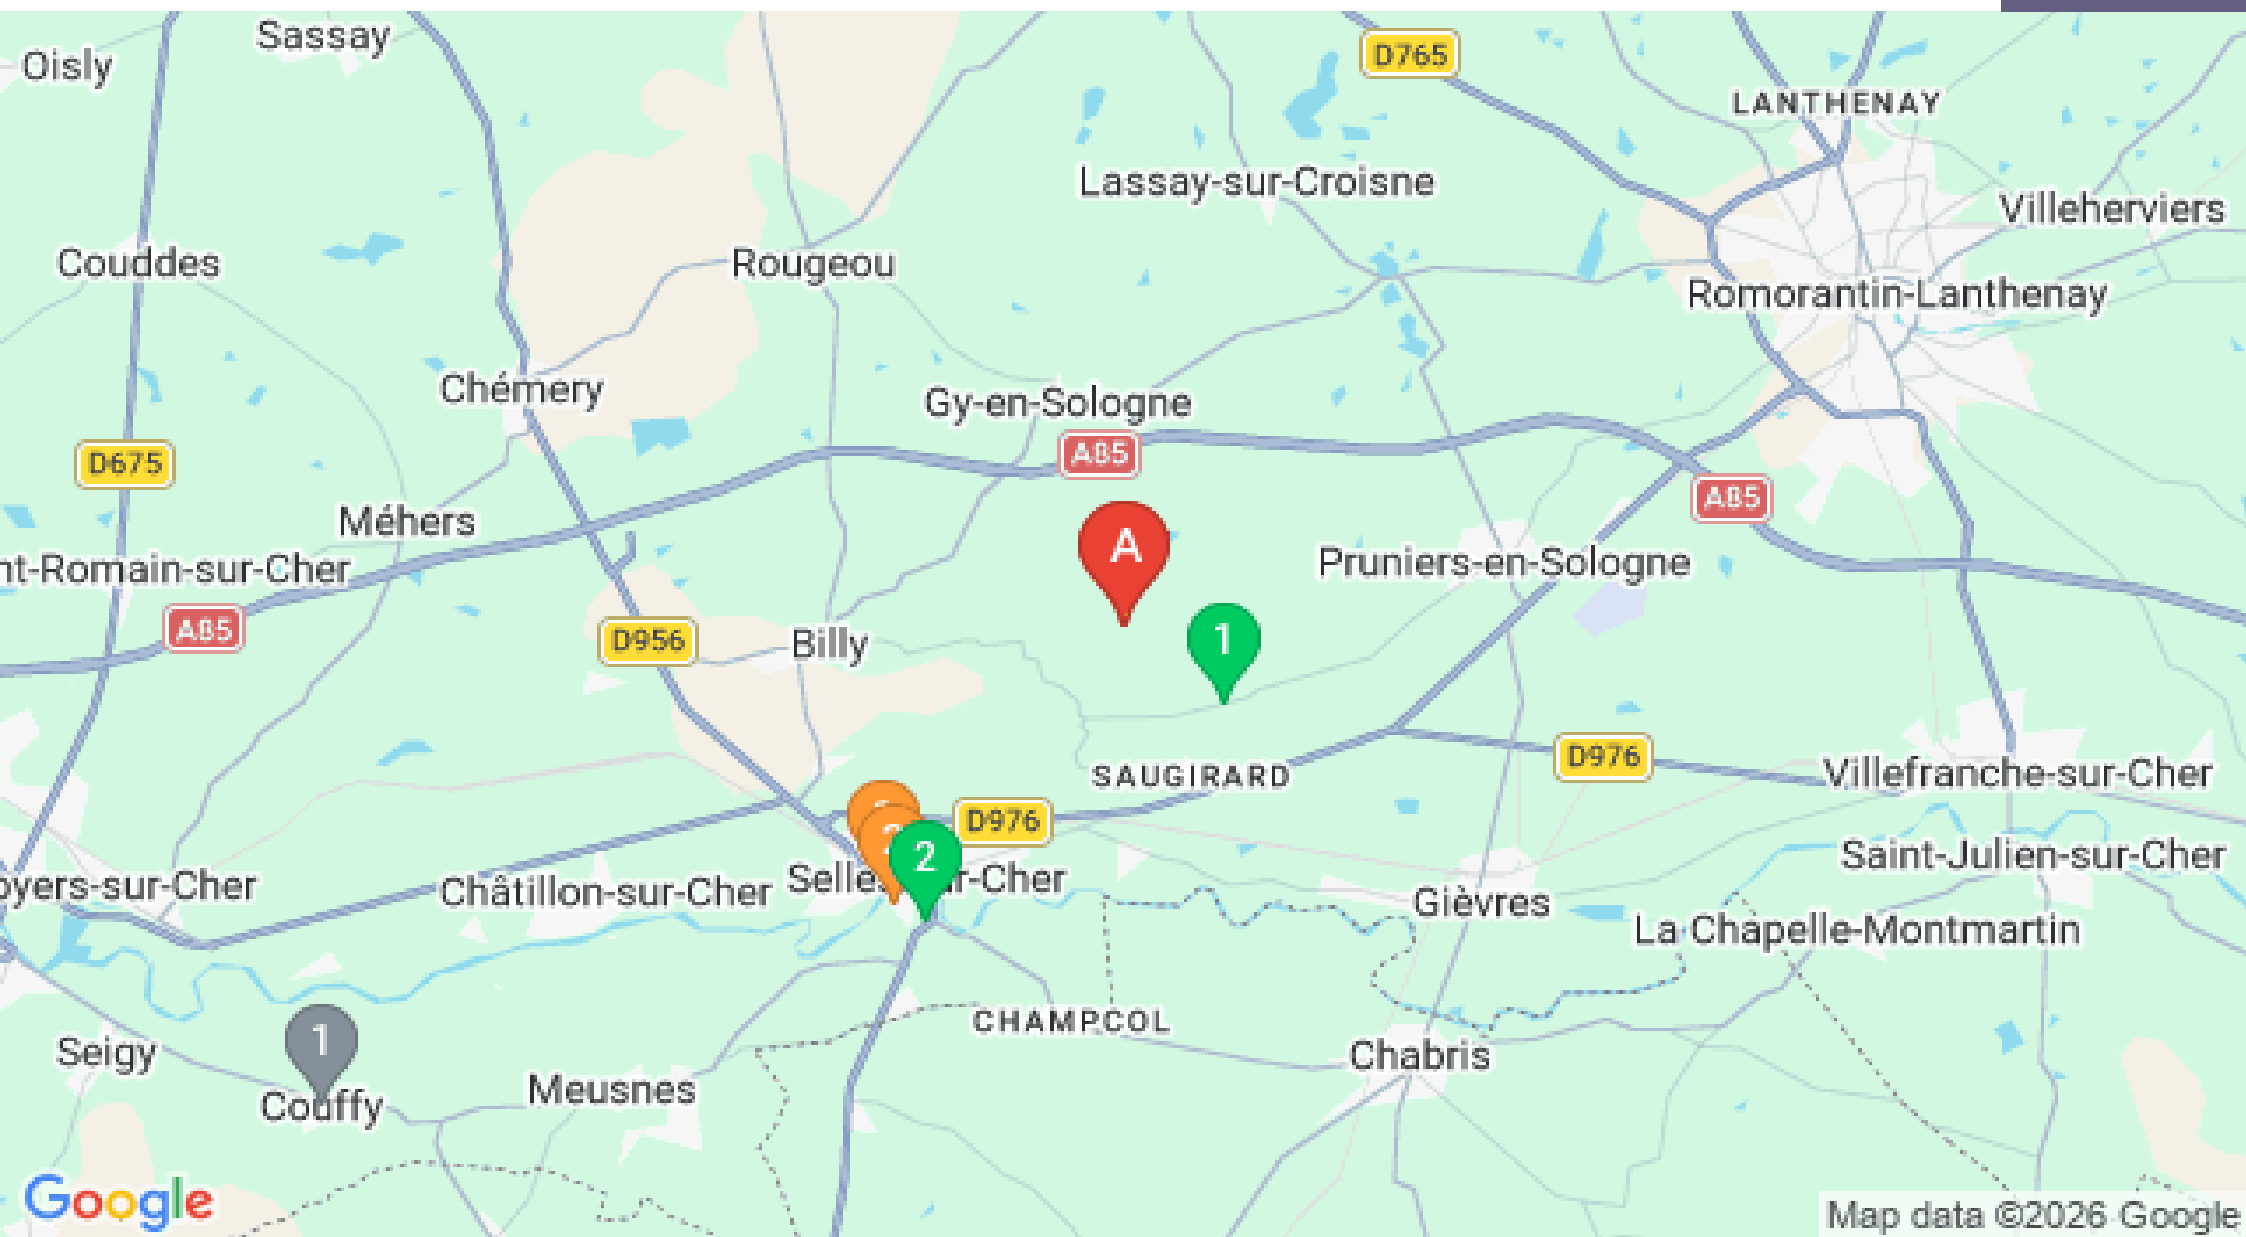 Sassay
Oisly
D765
LANTHENAY
Lassay-sur-Croisne
Villeherviers
Couddes
Rougeou
Romorantin-Lanthenay
Chémery
Gy-en-Sologne
A85
D675
A85
Méhers
A
Pruniers-en-Sologne
nt-Romain-sur-Cher
A85
D956
Billy
1
D976
SAUGIRARD
Villefranche-sur-Cher
D976
2
Saint-Julien-sur-Cher
oyers-sur-Cher
Châtillon-sur-Cher
Gièvres
La Chapelle-Montmartin
CHAMPCOL
1
Seigy
Chabris
Meusnes
Couffy
Google
Map data ©2026 Google